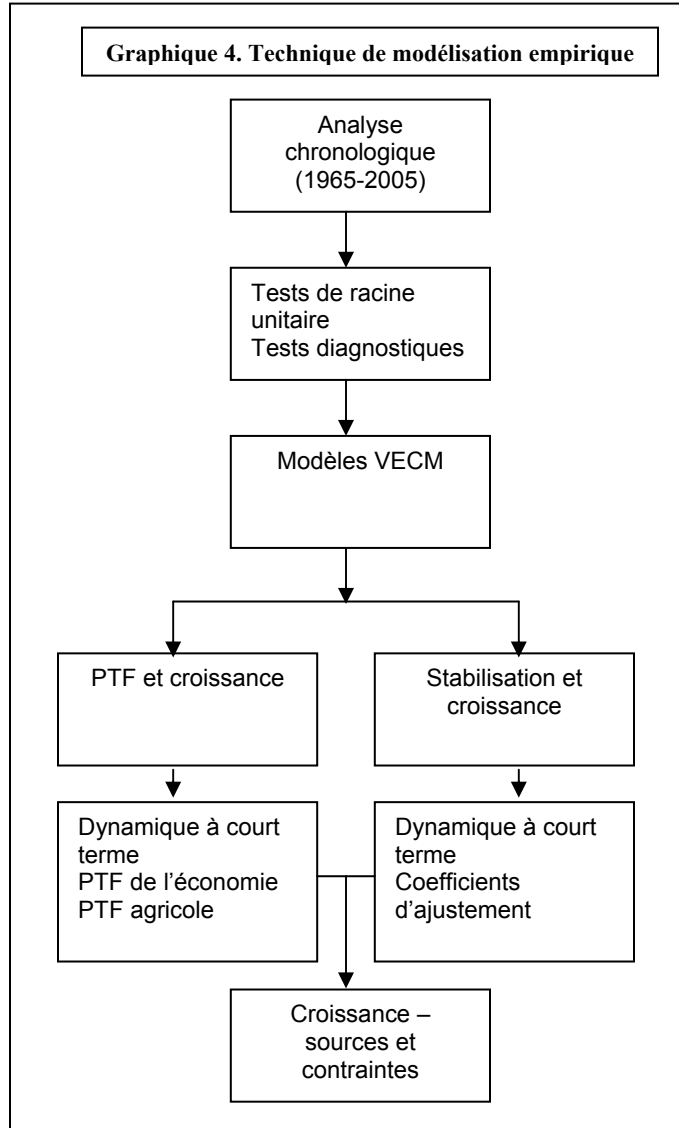 Graphique 4. Technique de modélisation empirique
Analyse
chronologique
(1965-2005)
Tests de racine
unitaire
Tests diagnostiques
Modèles VECM
PTF et croissance
Stabilisation et
croissance
Dynamique à court
terme
PTF de l’économie
PTF agricole
Dynamique à court
terme
Coefficients
d’ajustement
Croissance –
sources et
contraintes